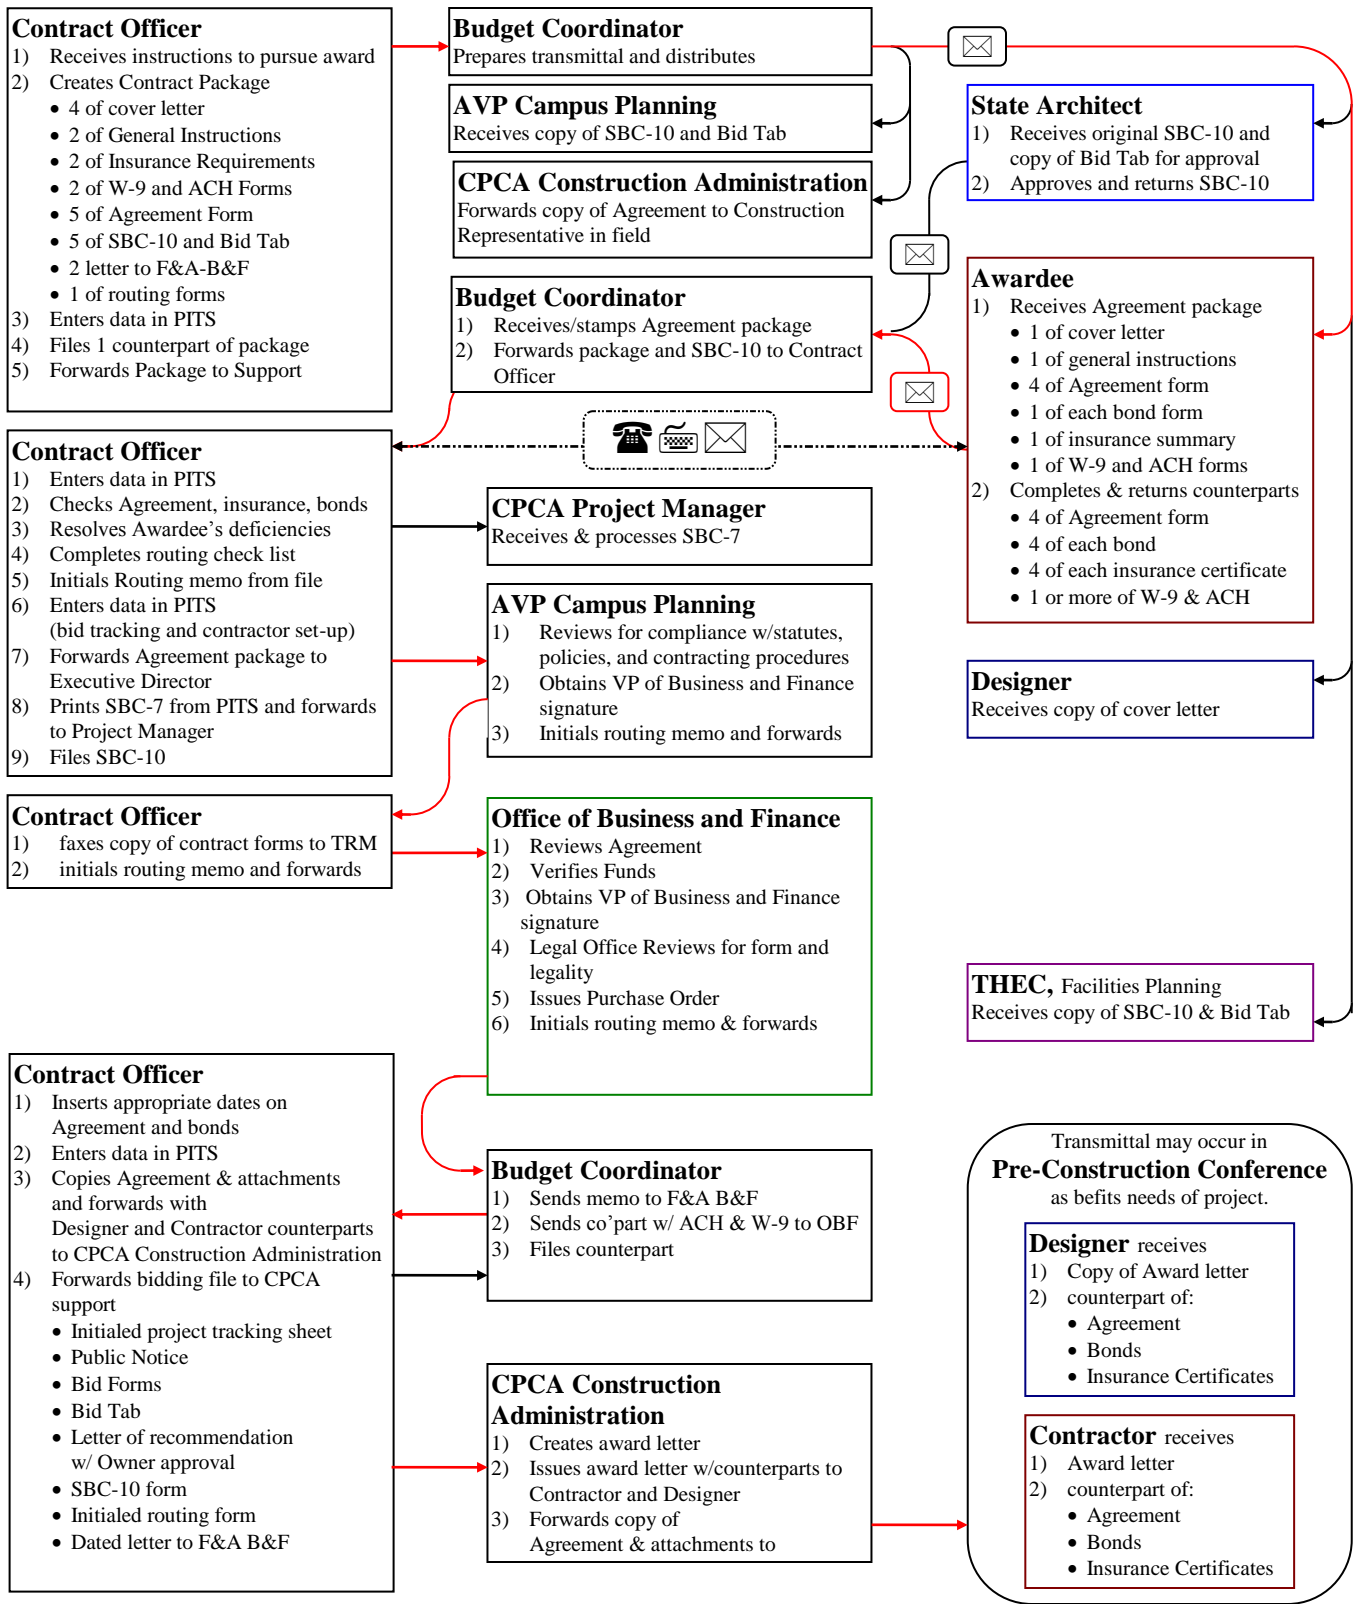 Contract Officer
1) Receives instructions to pursue award
2) Creates Contract Package
• 4 of cover letter
• 2 of General Instructions
• 2 of Insurance Requirements
• 2 of W-9 and ACH Forms
• 5 of Agreement Form
• 5 of SBC-10 and Bid Tab
• 2 letter to F&A-B&F
• 1 of routing forms
3) Enters data in PITS
4) Files 1 counterpart of package
5) Forwards Package to Support
Budget Coordinator
Prepares transmittal and distributes
AVP Campus Planning
Receives copy of SBC-10 and Bid Tab
CPCA Construction Administration
Forwards copy of Agreement to Construction
Representative in field
Budget Coordinator
1) Receives/stamps Agreement package
2) Forwards package and SBC-10 to Contract
Officer
State Architect
1) Receives original SBC-10 and
copy of Bid Tab for approval
2) Approves and returns SBC-10
Awardee
1) Receives Agreement package
• 1 of cover letter
• 1 of general instructions
• 4 of Agreement form
• 1 of each bond form
• 1 of insurance summary
• 1 of W-9 and ACH forms
2) Completes & returns counterparts
• 4 of Agreement form
• 4 of each bond
• 4 of each insurance certificate
• 1 or more of W-9 & ACH
Contract Officer
1) Enters data in PITS
2) Checks Agreement, insurance, bonds
3) Resolves Awardee’s deficiencies
4) Completes routing check list
5) Initials Routing memo from file
6) Enters data in PITS
(bid tracking and contractor set-up)
7) Forwards Agreement package to
Executive Director
8) Prints SBC-7 from PITS and forwards
to Project Manager
9) Files SBC-10
CPCA Project Manager
Receives & processes SBC-7
AVP Campus Planning
1) Reviews for compliance w/statutes,
policies, and contracting procedures
2) Obtains VP of Business and Finance
signature
3) Initials routing memo and forwards
Designer
Receives copy of cover letter
Contract Officer
1) faxes copy of contract forms to TRM
2) initials routing memo and forwards
Office of Business and Finance
1) Reviews Agreement
2) Verifies Funds
3) Obtains VP of Business and Finance
signature
4) Legal Office Reviews for form and
legality
5) Issues Purchase Order
6) Initials routing memo & forwards
THEC, Facilities Planning
Receives copy of SBC-10 & Bid Tab
Contract Officer
1) Inserts appropriate dates on
Agreement and bonds
2) Enters data in PITS
3) Copies Agreement & attachments
and forwards with
Designer and Contractor counterparts
to CPCA Construction Administration
4) Forwards bidding file to CPCA
support
• Initialed project tracking sheet
• Public Notice
• Bid Forms
• Bid Tab
• Letter of recommendation
w/ Owner approval
• SBC-10 form
• Initialed routing form
• Dated letter to F&A B&F
Budget Coordinator
1) Sends memo to F&A B&F
2) Sends co’part w/ ACH & W-9 to OBF
3) Files counterpart
CPCA Construction
Administration
1) Creates award letter
2) Issues award letter w/counterparts to
Contractor and Designer
3) Forwards copy of
Agreement & attachments to
Transmittal may occur in
Pre-Construction Conference
as befits needs of project.
Designer receives
1) Copy of Award letter
2) counterpart of:
• Agreement
• Bonds
• Insurance Certificates
Contractor receives
1) Award letter
2) counterpart of:
• Agreement
• Bonds
• Insurance Certificates